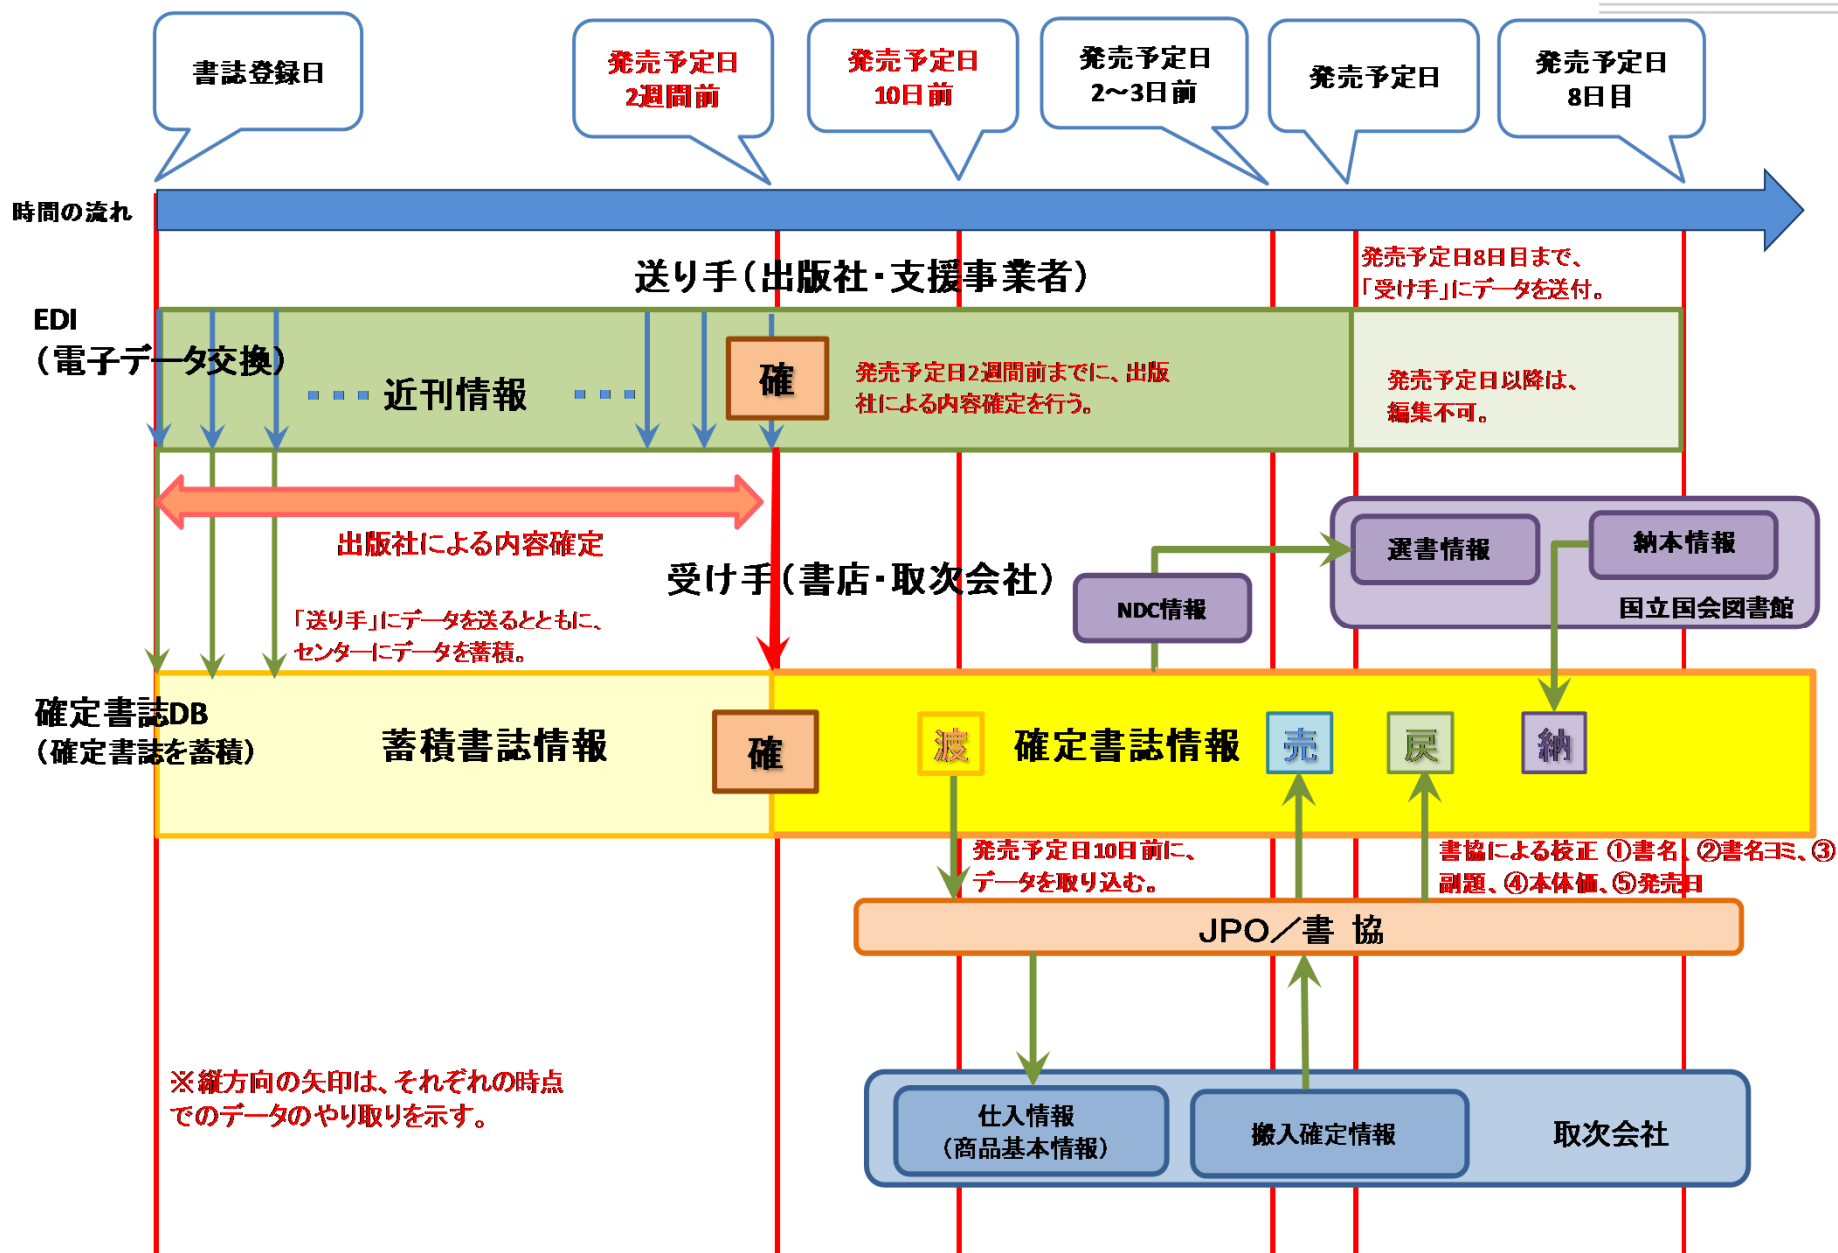 書誌登録日
発売予定日
2週間前
発売予定日
10日前
発売予定日
2～3日前
発売予定日
発売予定日
8日目
時間の流れ
送り手（出版社・支援事業者）
発売予定日8日目まで、
「受け手」にデータを送付。
EDI
（電子データ交換）
‥‥近刊情報 ‥‥
確
発売予定日2週間前までに、出版
社による内容確定を行う。
発売予定日以降は、
編集不可。
出版社による内容確定
受け手（書店・取次会社）
NDC情報
選書情報
納本情報
国立国会図書館
「送り手」にデータを送るとともに、
センターにデータを蓄積。
確定書誌DB
（確定書誌を蓄積）
蓄積書誌情報
確
渡
確定書誌情報
売
戻
納
発売予定日10日前に、
データを取り込む。
書協による校正 ①書名、②書名ヨミ、③
副題、④本体価、⑤発売日
JPO／書 協
※縦方向の矢印は、それぞれの時点
でのデータのやり取りを示す。
仕入情報
（商品基本情報）
搬入確定情報
取次会社